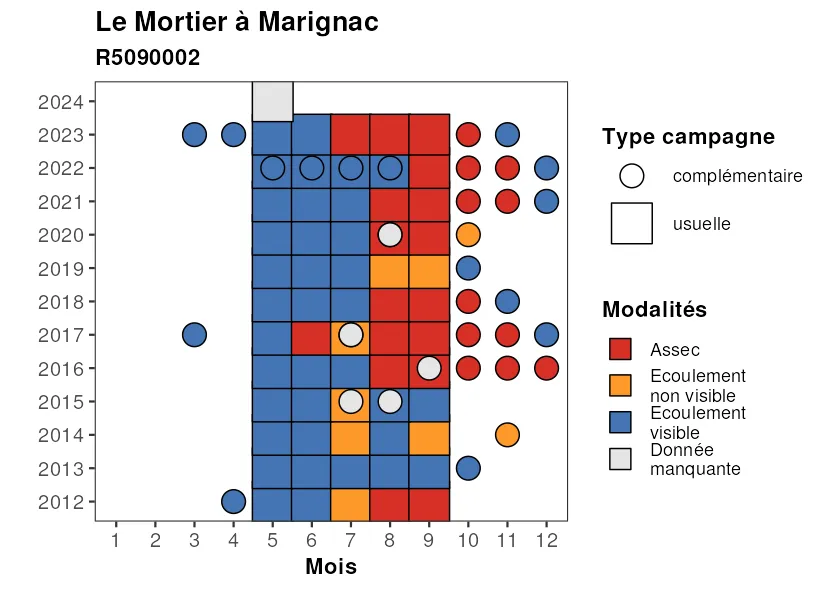 Le Mortier à Marignac
R5090002
2024
2023
2022
2021
2020
2019
2018
2017
2016
2015
2014
2013
2012
1 2 3 4 5 6 7 8 9 10 11 12
Mois
Type campagne
complémentaire
usuelle
Modalités
Assec
Ecoulement
non visible
Ecoulement
visible
Donnée
manquante